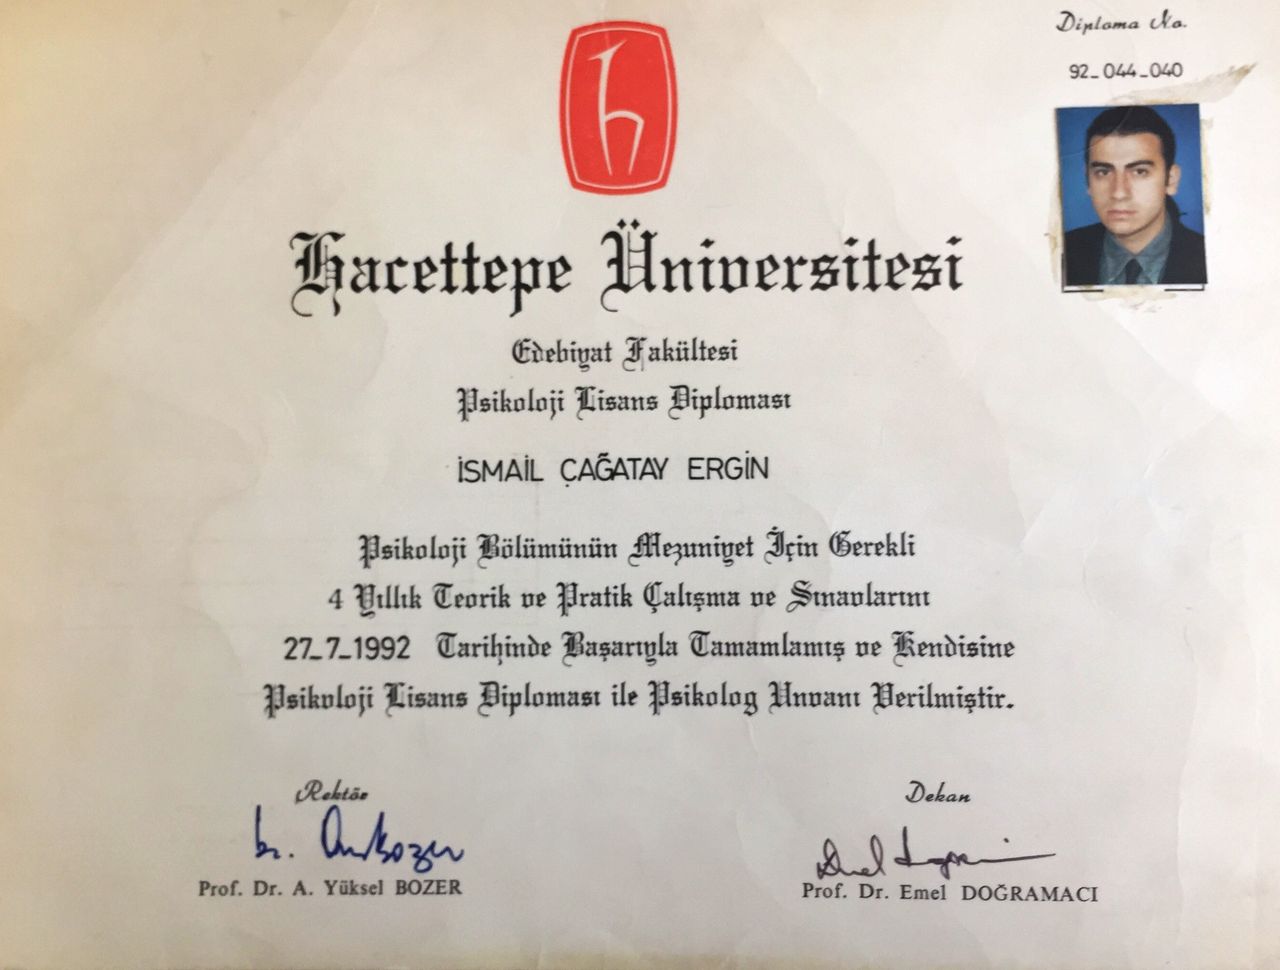 Diploma No.
92_044_040
Hacettepe Üniversitesi
Edebiyat Fakültesi
Psikoloji Lisans Diploması
İSMAİL ÇAĞATAY ERGİN
Psikoloji Bölümünün Mezuniyet İçin Gerekli
4 Yıllık Teorik ve Pratik Çalışma ve Sınavlarını
27_7_1992 Tarihinde Başarıyla Tamamlamış ve Kendisine
Psikoloji Lisans Diploması ile Psikolog Unvanı Verilmiştir.
Rektör
Prof. Dr. A. Yüksel BOZER
Dekan
Prof. Dr. Emel DOĞRAMACI